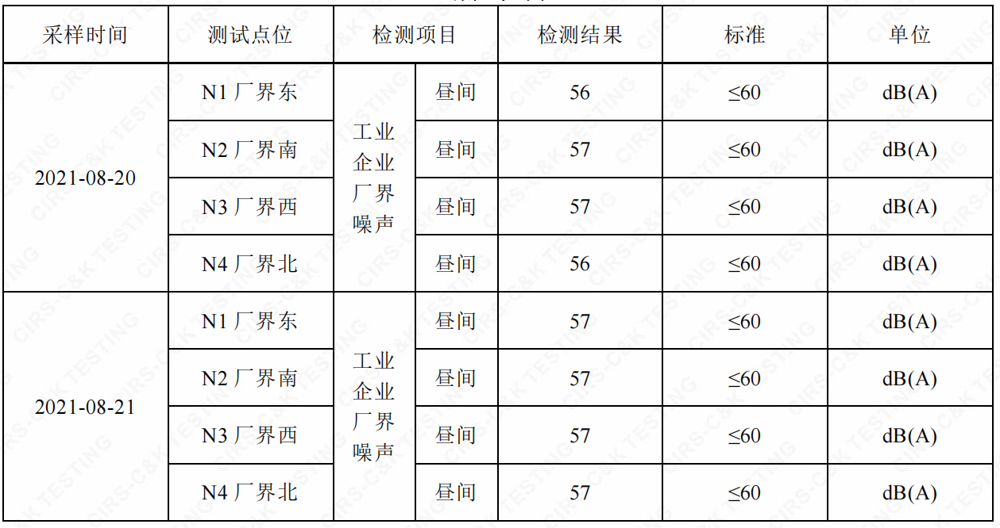 采样时间 测试点位 检测项目 检测结果 标准 单位
2021-08-20 N1 厂界东 工业企业厂界噪声 昼间 56 ≤60 dB(A)
N2 厂界南 昼间 57 ≤60 dB(A)
N3 厂界西 昼间 57 ≤60 dB(A)
N4 厂界北 昼间 56 ≤60 dB(A)
2021-08-21 N1 厂界东 工业企业厂界噪声 昼间 57 ≤60 dB(A)
N2 厂界南 昼间 57 ≤60 dB(A)
N3 厂界西 昼间 57 ≤60 dB(A)
N4 厂界北 昼间 57 ≤60 dB(A)
CIRS-C&K TESTING